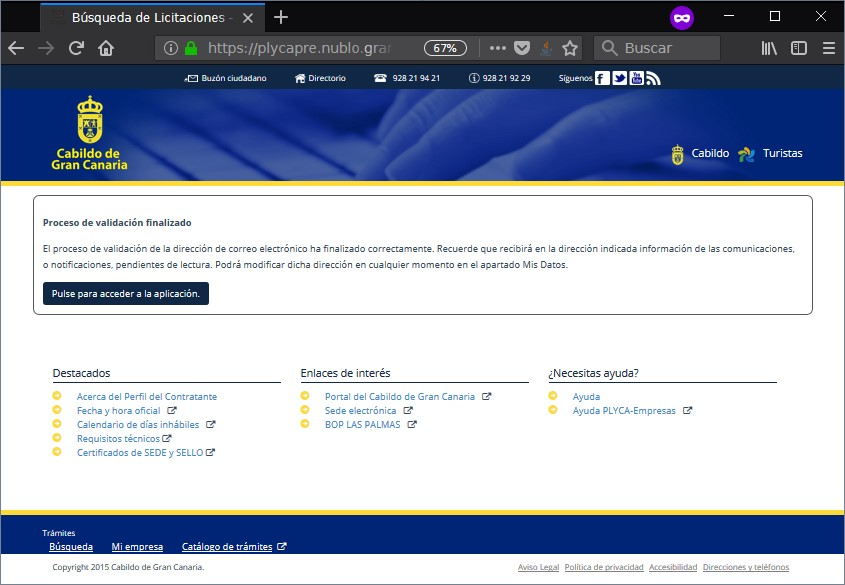 Búsqueda de Licitaciones -
https://plycapre.nublo.gran
67%
Buscar
Buzón ciudadano
Directorio
928 21 94 21
928 21 92 29
Síguenos
You
Tube
Cabildo de
Gran Canaria
Cabildo
Turistas
Proceso de validación finalizado
El proceso de validación de la dirección de correo electrónico ha finalizado correctamente. Recuerde que recibirá en la dirección indicada información de las comunicaciones,
o notificaciones, pendientes de lectura. Podrá modificar dicha dirección en cualquier momento en el apartado Mis Datos.
Pulse para acceder a la aplicación.
Destacados
Acerca del Perfil del Contratante
Fecha y hora oficial
Calendario de días inhábiles
Requisitos técnicos
Certificados de SEDE y SELLO
Enlaces de interés
Portal del Cabildo de Gran Canaria
Sede electrónica
BOP LAS PALMAS
¿Necesitas ayuda?
Ayuda
Ayuda PLYCA-Empresas
Trámites
Búsqueda Mi empresa Catálogo de trámites
Copyright 2015 Cabildo de Gran Canaria.
Aviso Legal Política de privacidad Accesibilidad Direcciones y teléfonos